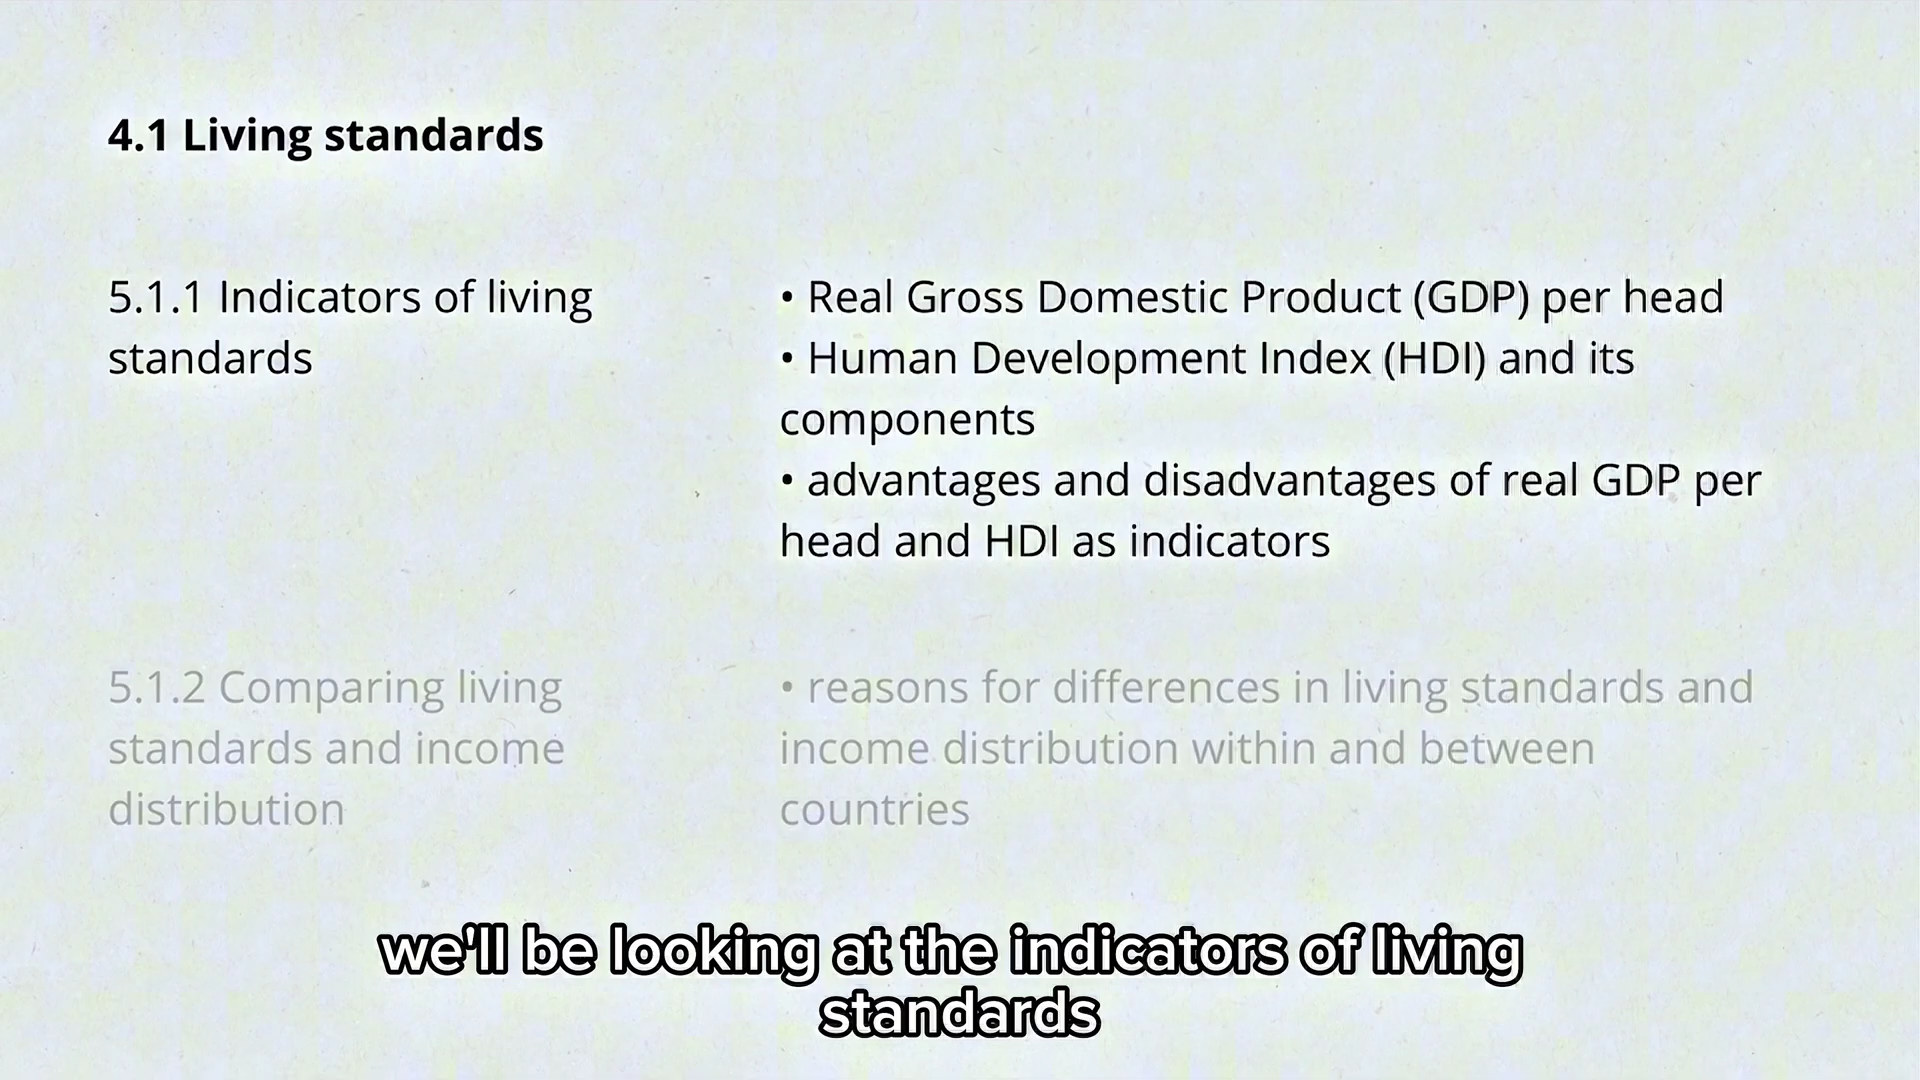 4.1 Living standards
5.1.1 Indicators of living
standards
• Real Gross Domestic Product (GDP) per head
• Human Development Index (HDI) and its
components
• advantages and disadvantages of real GDP per
head and HDI as indicators
5.1.2 Comparing living
standards and income
distribution
• reasons for differences in living standards and
income distribution within and between
countries
we'll be looking at the indicators of living
standards